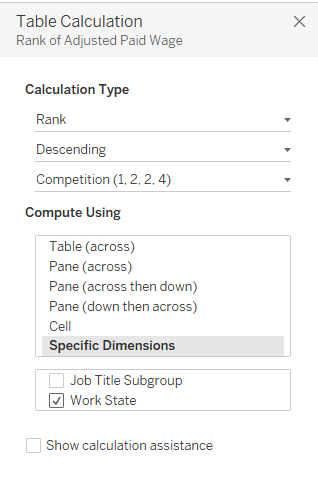 Table Calculation
Rank of Adjusted Paid Wage
Calculation Type
Rank
Descending
Competition (1, 2, 2, 4)
Compute Using
Table (across)
Pane (across)
Pane (across then down)
Pane (down then across)
Cell
Specific Dimensions
Job Title Subgroup
Work State
Show calculation assistance